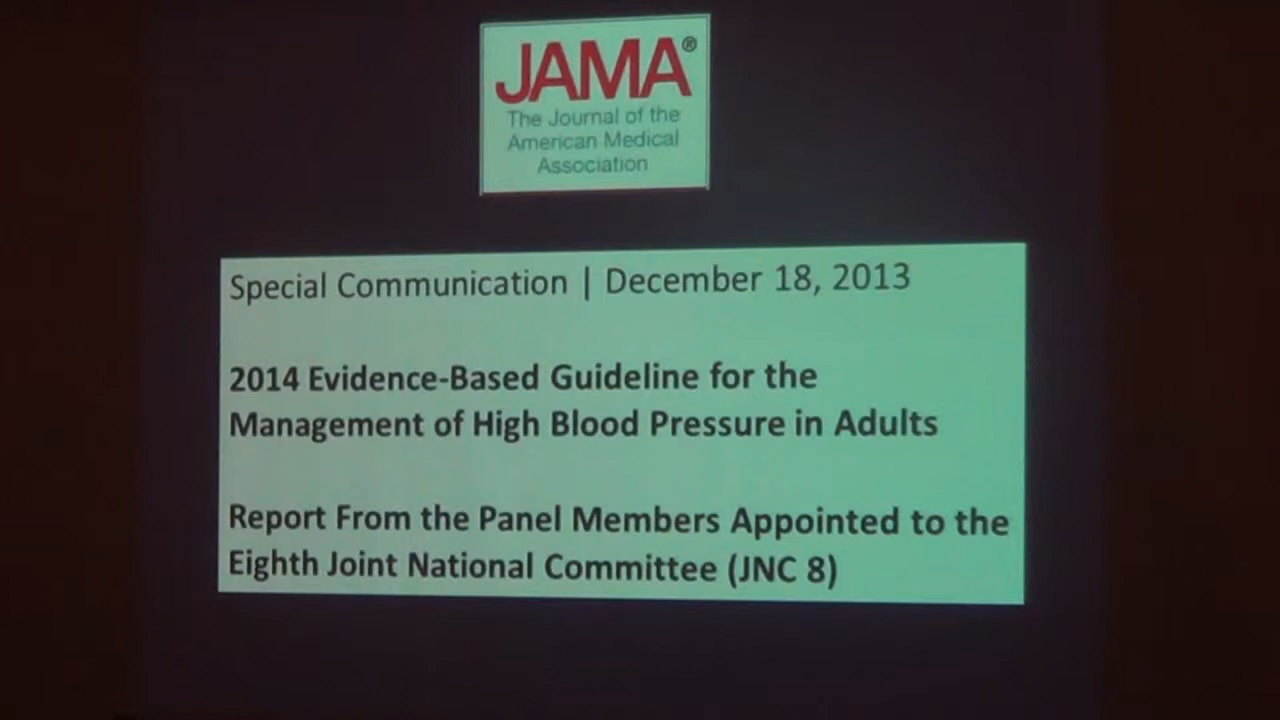 JAMA®
The Journal of the
American Medical
Association
Special Communication | December 18, 2013
2014 Evidence-Based Guideline for the
Management of High Blood Pressure in Adults
Report From the Panel Members Appointed to the
Eighth Joint National Committee (JNC 8)